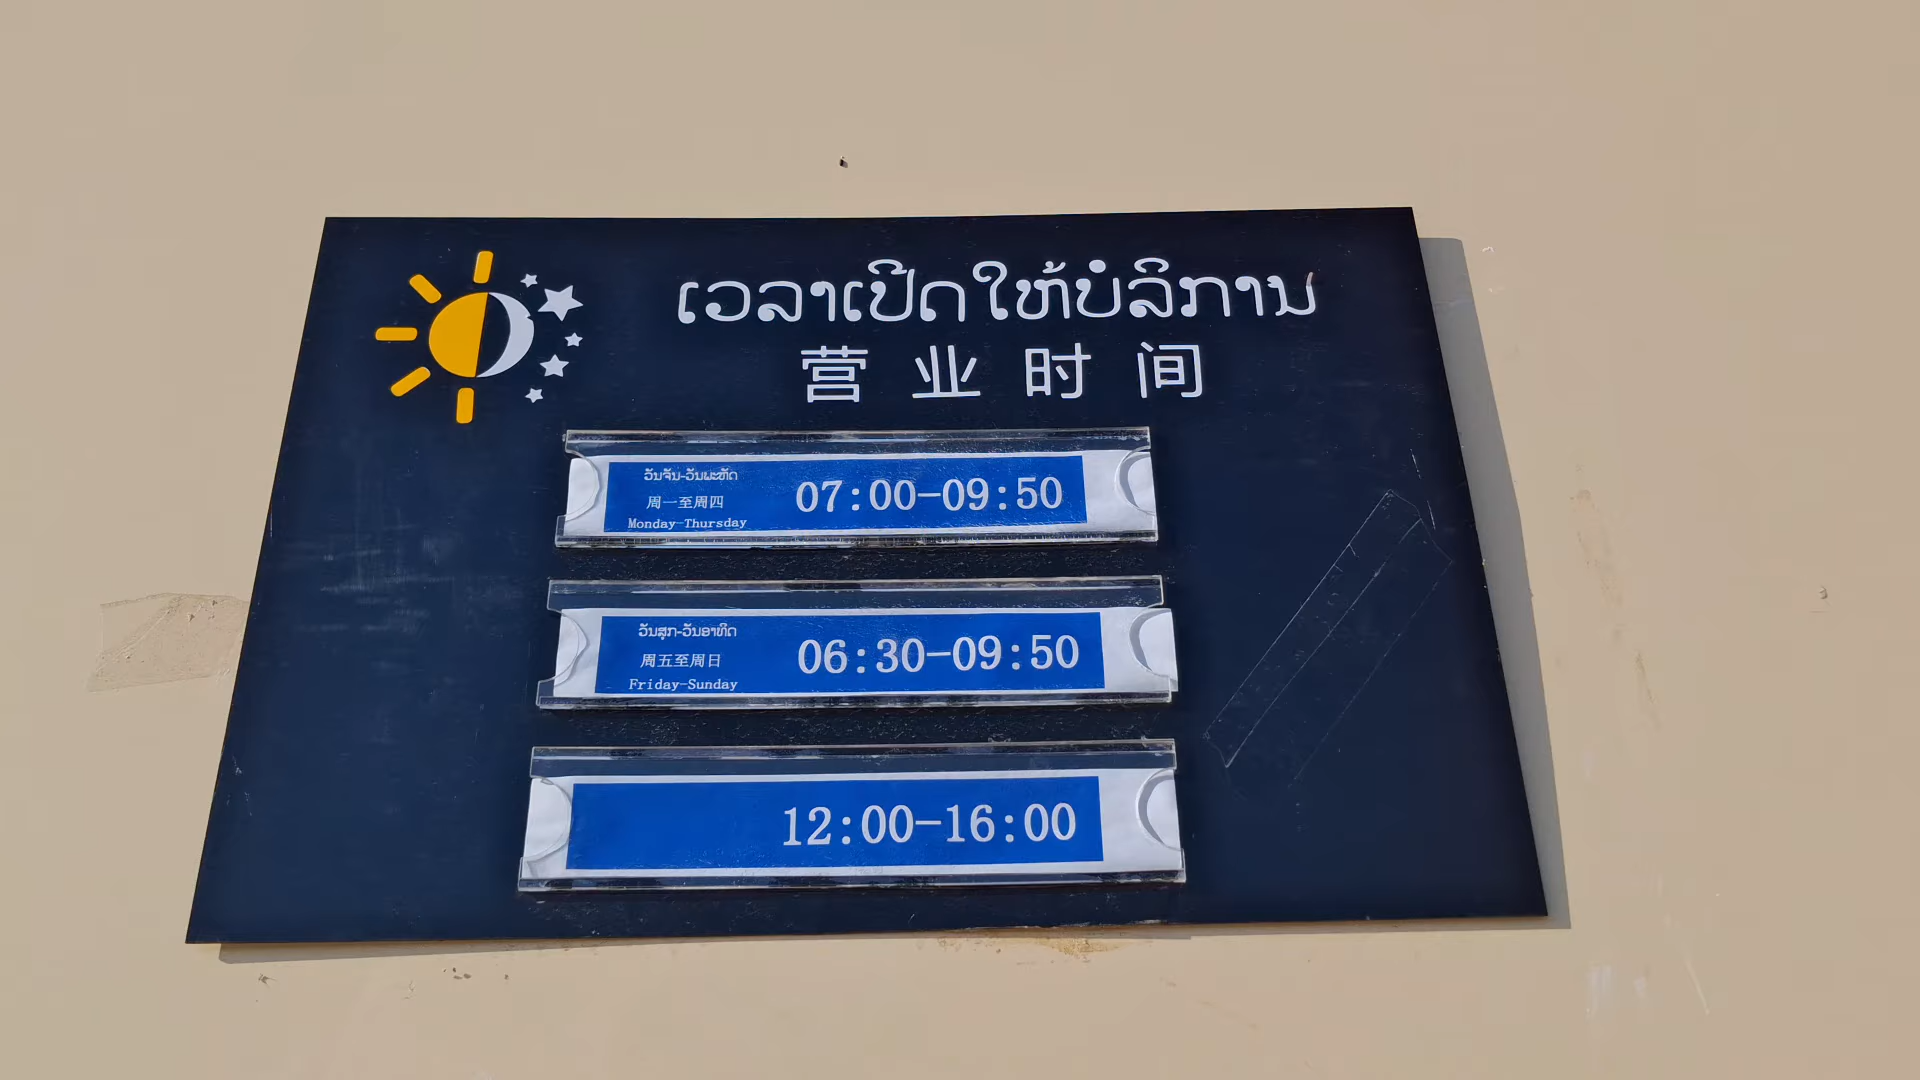 ເວລາເປີດໃຫ້ບໍລິການ
营业时间
ວັນຈັນ-ວັນພະຫັດ
周一至周四
Monday-Thursday
07:00-09:50
ວັນສຸກ-ວັນອາທິດ
周五至周日
Friday-Sunday
06:30-09:50
12:00-16:00